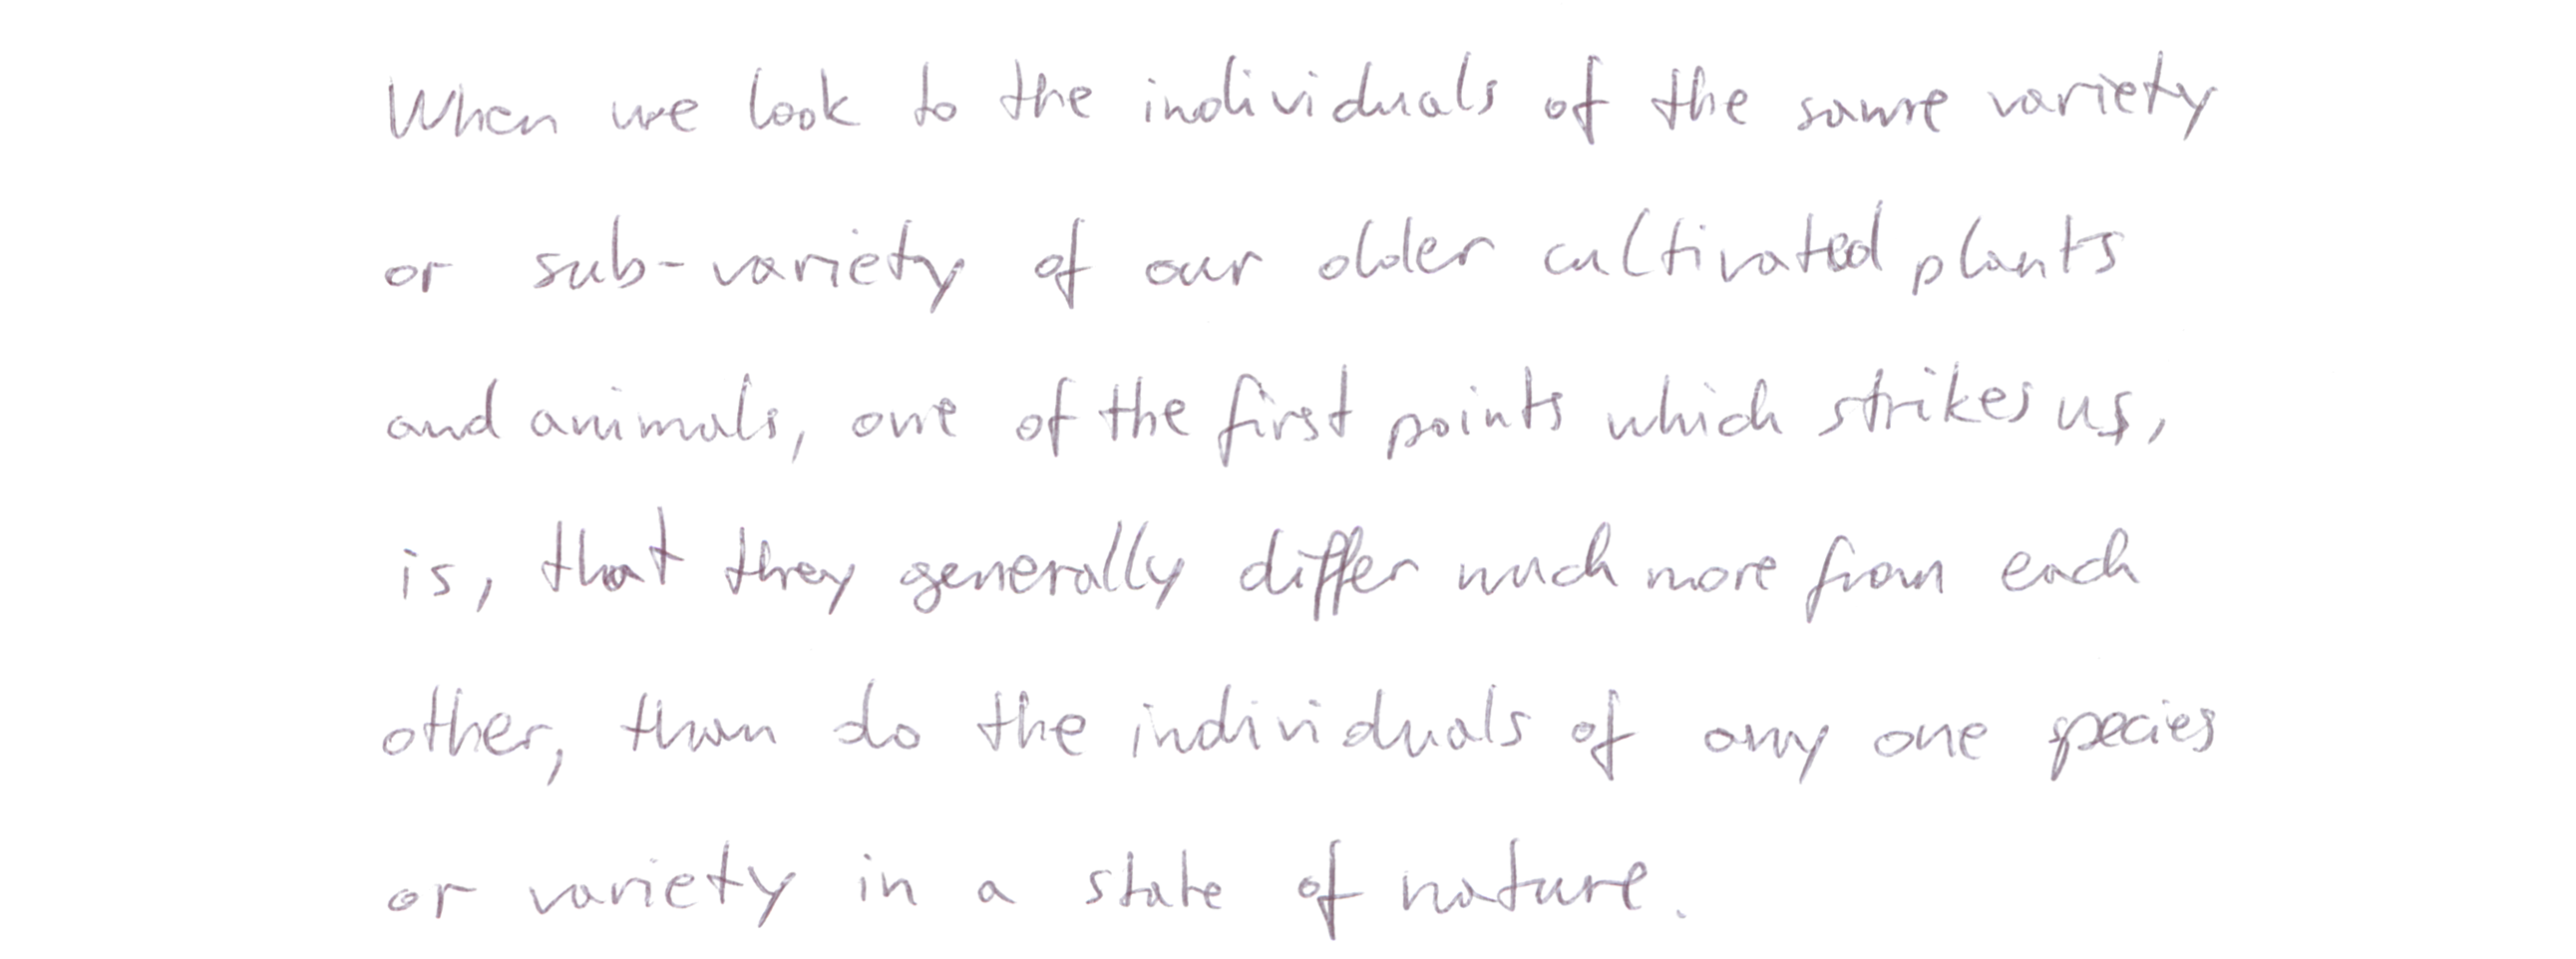 When we look to the individuals of the same variety
or sub-variety of our older cultivated plants
and animals, one of the first points which strikes us,
is, that they generally differ much more from each
other, than do the individuals of any one species
or variety in a state of nature.